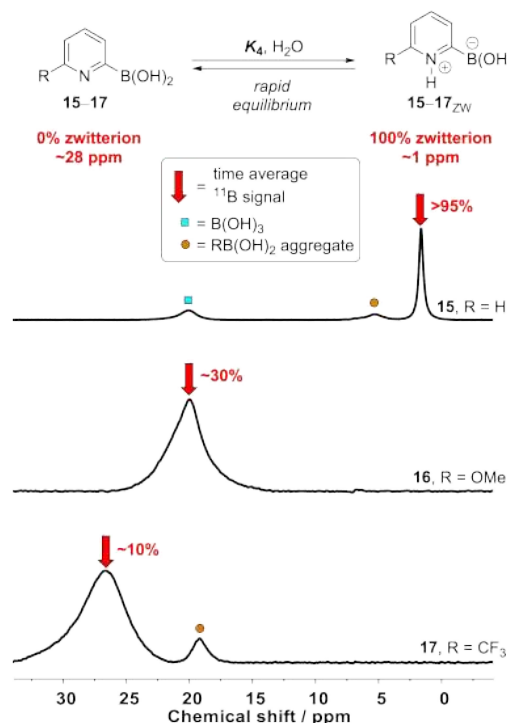 R
N
B(OH)2
15–17
K4, H2O
rapid
equilibrium
R
N
H
⊕
⊖
B(OH
15–17ZW
0% zwitterion
~28 ppm
100% zwitterion
~1 ppm
= time average
11B signal
= B(OH)3
= RB(OH)2 aggregate
>95%
15, R = H
~30%
16, R = OMe
~10%
17, R = CF3
30 25 20 15 10 5 0
Chemical shift / ppm